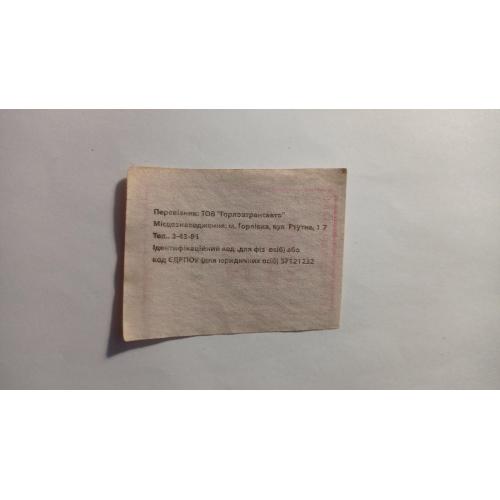 Перевізник: ТОВ "Горловтрансавто"
Місцезнаходження: м. Горлівка, вул. Ртутна, 1 7
Тел.. 3-43-91
Ідентифікаційний код (для фіз. осіб) або
код ЄДРПОУ (для юридичних осіб) 37121232